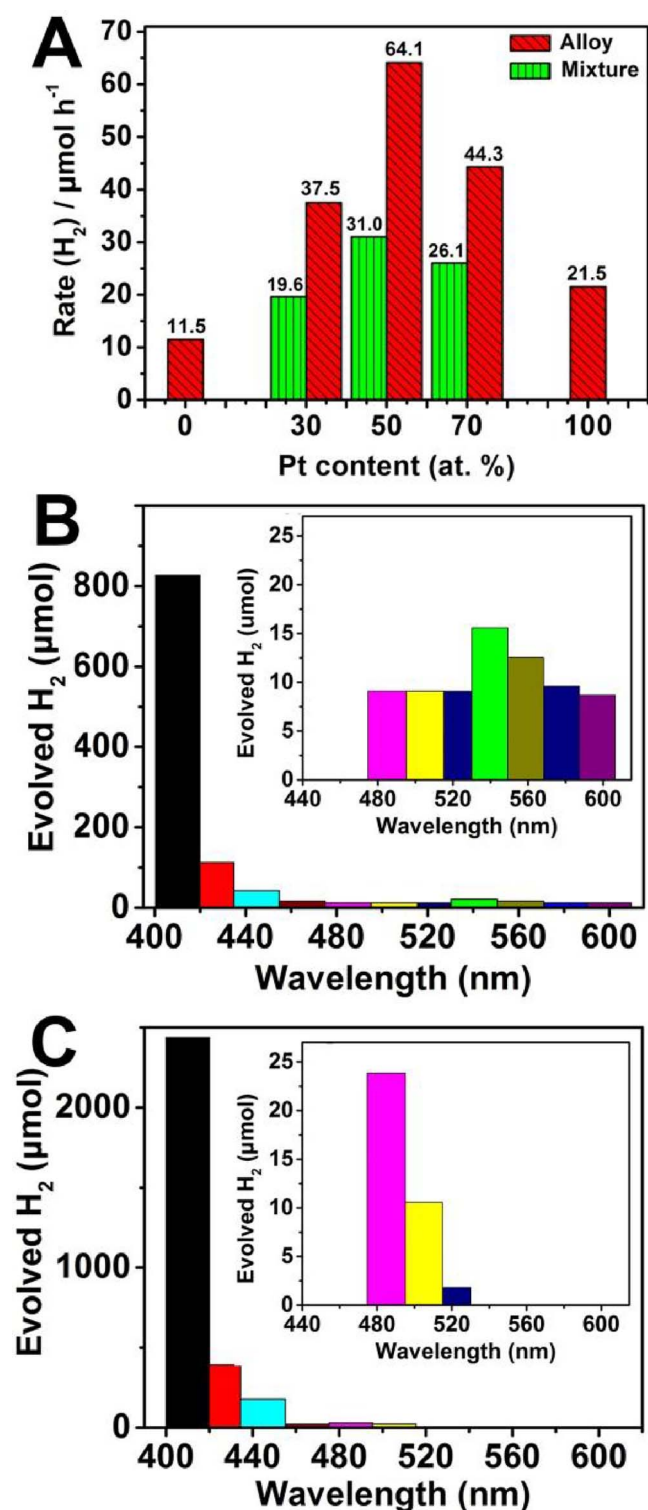 A
Rate (H2) / μmol h-1
70
60
50
40
30
20
10
0
Alloy
Mixture
11.5
19.6
37.5
31.0
64.1
26.1
44.3
21.5
0 30 50 70 100
Pt content (at. %)
B
Evolved H2 (μmol)
800
600
400
200
0
Evolved H2 (umol)
25
20
15
10
5
0
440 480 520 560 600
Wavelength (nm)
400 440 480 520 560 600
Wavelength (nm)
C
Evolved H2 (μmol)
2000
1000
0
Evolved H2 (μmol)
25
20
15
10
5
0
440 480 520 560 600
Wavelength (nm)
400 440 480 520 560 600
Wavelength (nm)